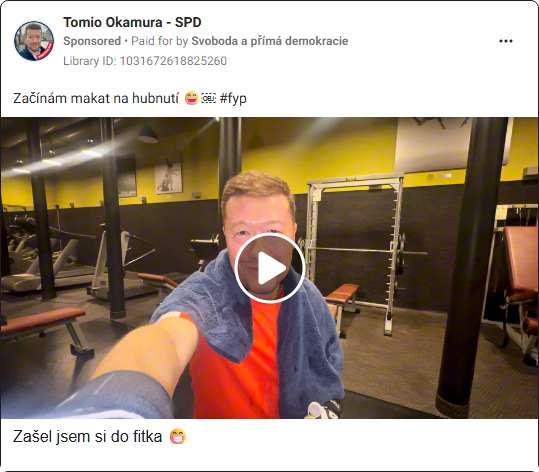 Tomio Okamura - SPD
Sponsored • Paid for by Svoboda a přímá demokracie
Library ID: 1031672618825260
Začínám makat na hubnutí 😅￼ #fyp
Zašel jsem si do fitka 😁